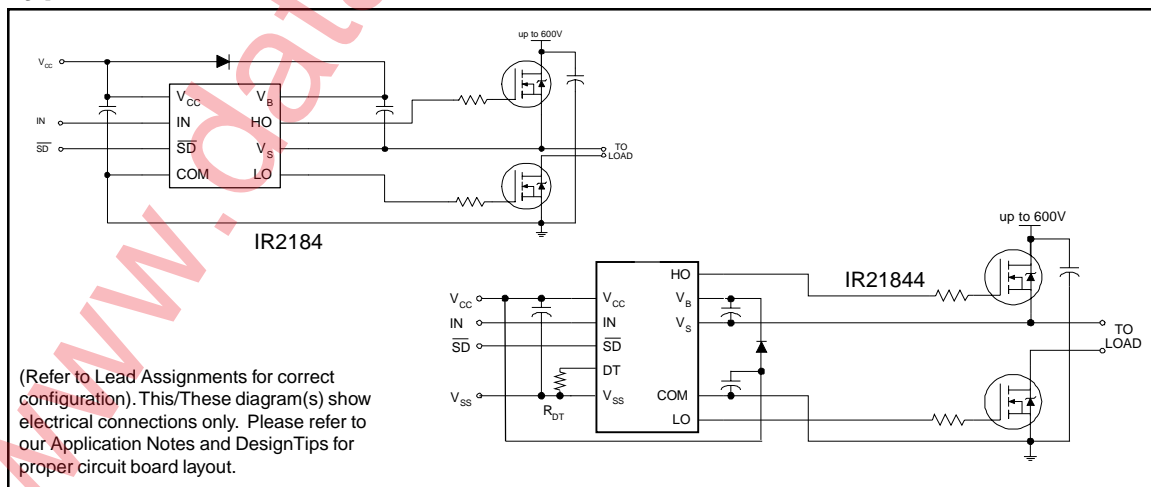 up to 600V
VCC
VCC
VB
IN
IN
HO
SD
SD
VS
TO
LOAD
COM
LO
IR2184
up to 600V
HO
IR21844
VCC
VCC
VB
IN
IN
VS
TO
LOAD
SD
SD
DT
VSS
VSS
COM
RDT
LO
(Refer to Lead Assignments for correct
configuration). This/These diagram(s) show
electrical connections only. Please refer to
our Application Notes and DesignTips for
proper circuit board layout.
www.data